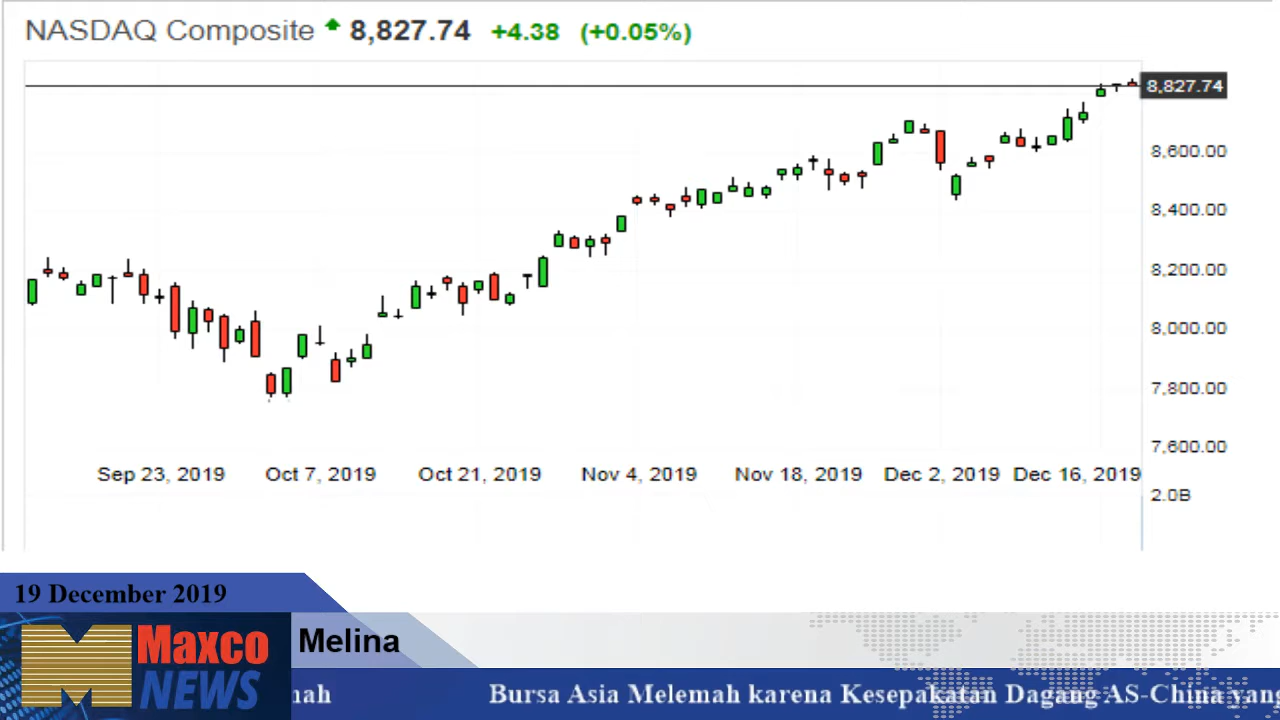 NASDAQ Composite 8,827.74 +4.38 (+0.05%)
8,827.74
8,600.00
8,400.00
8,200.00
8,000.00
7,800.00
7,600.00
Sep 23, 2019 Oct 7, 2019 Oct 21, 2019 Nov 4, 2019 Nov 18, 2019 Dec 2, 2019 Dec 16, 2019
2.0B
19 December 2019
Maxco
NEWS
Melina
Bursa Asia Melemah karena Kesepakatan Dagang AS-China